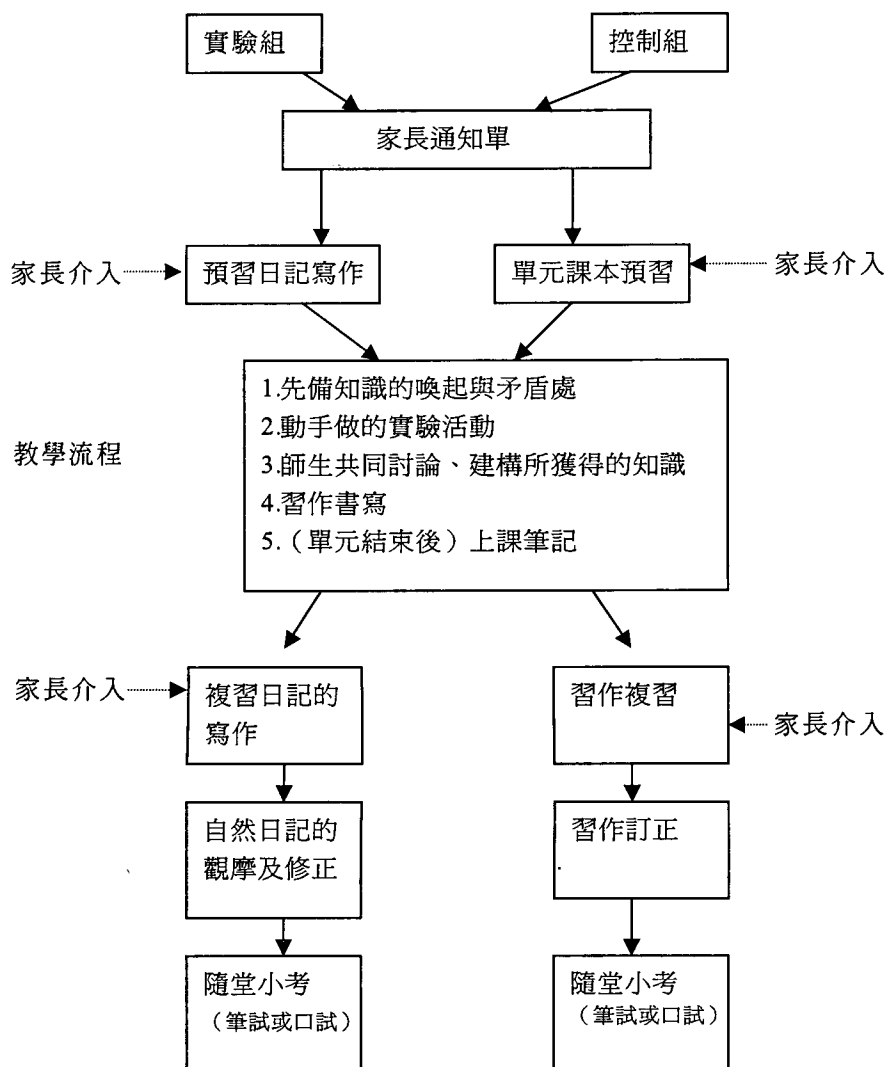 實驗組
控制組
家長通知單
家長介入
預習日記寫作
單元課本預習
家長介入
教學流程
1.先備知識的喚起與矛盾處
2.動手做的實驗活動
3.師生共同討論、建構所獲得的知識
4.習作書寫
5.（單元結束後）上課筆記
家長介入
複習日記的
寫作
習作複習
家長介入
自然日記的
觀摩及修正
習作訂正
隨堂小考
（筆試或口試）
隨堂小考
（筆試或口試）